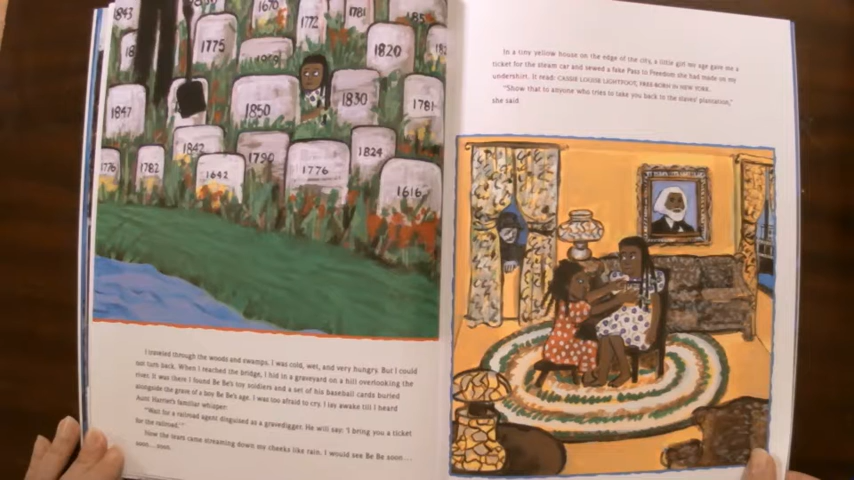 1843
1670
1772
1781
185
18
1775
1820
1847
1850
1830
1781
1842
1790
1824
1776
1782
1642
1776
1616
I crawled through the woods and swamps. I was cold, wet, and very hungry. But I could
not turn back. When I reached the bridge, I hid in a graveyard on a hill overlooking the
river. It was there I found Be Be's toy soldiers and a set of his baseball cards buried
alongside the grave of a boy Be Be's age. I was too afraid to cry. I lay awake till I heard
Aunt Harriet's familiar whisper:
"Wait for a railroad agent disguised as a gravedigger. He will say: 'I bring you a ticket
for the railroad.'"
Now the tears came streaming down my cheeks like rain. I would see Be Be soon...
soon... soon.
In a tiny yellow house on the edge of the city, a little girl my age gave me a
ticket for the steam car and sewed a fake Pass to Freedom she had made on my
undershirt. It read: CASSIE LOUISE LIGHTFOOT, FREE-BORN IN NEW YORK.
"Show that to anyone who tries to take you back to the slaves' plantation,"
she said.